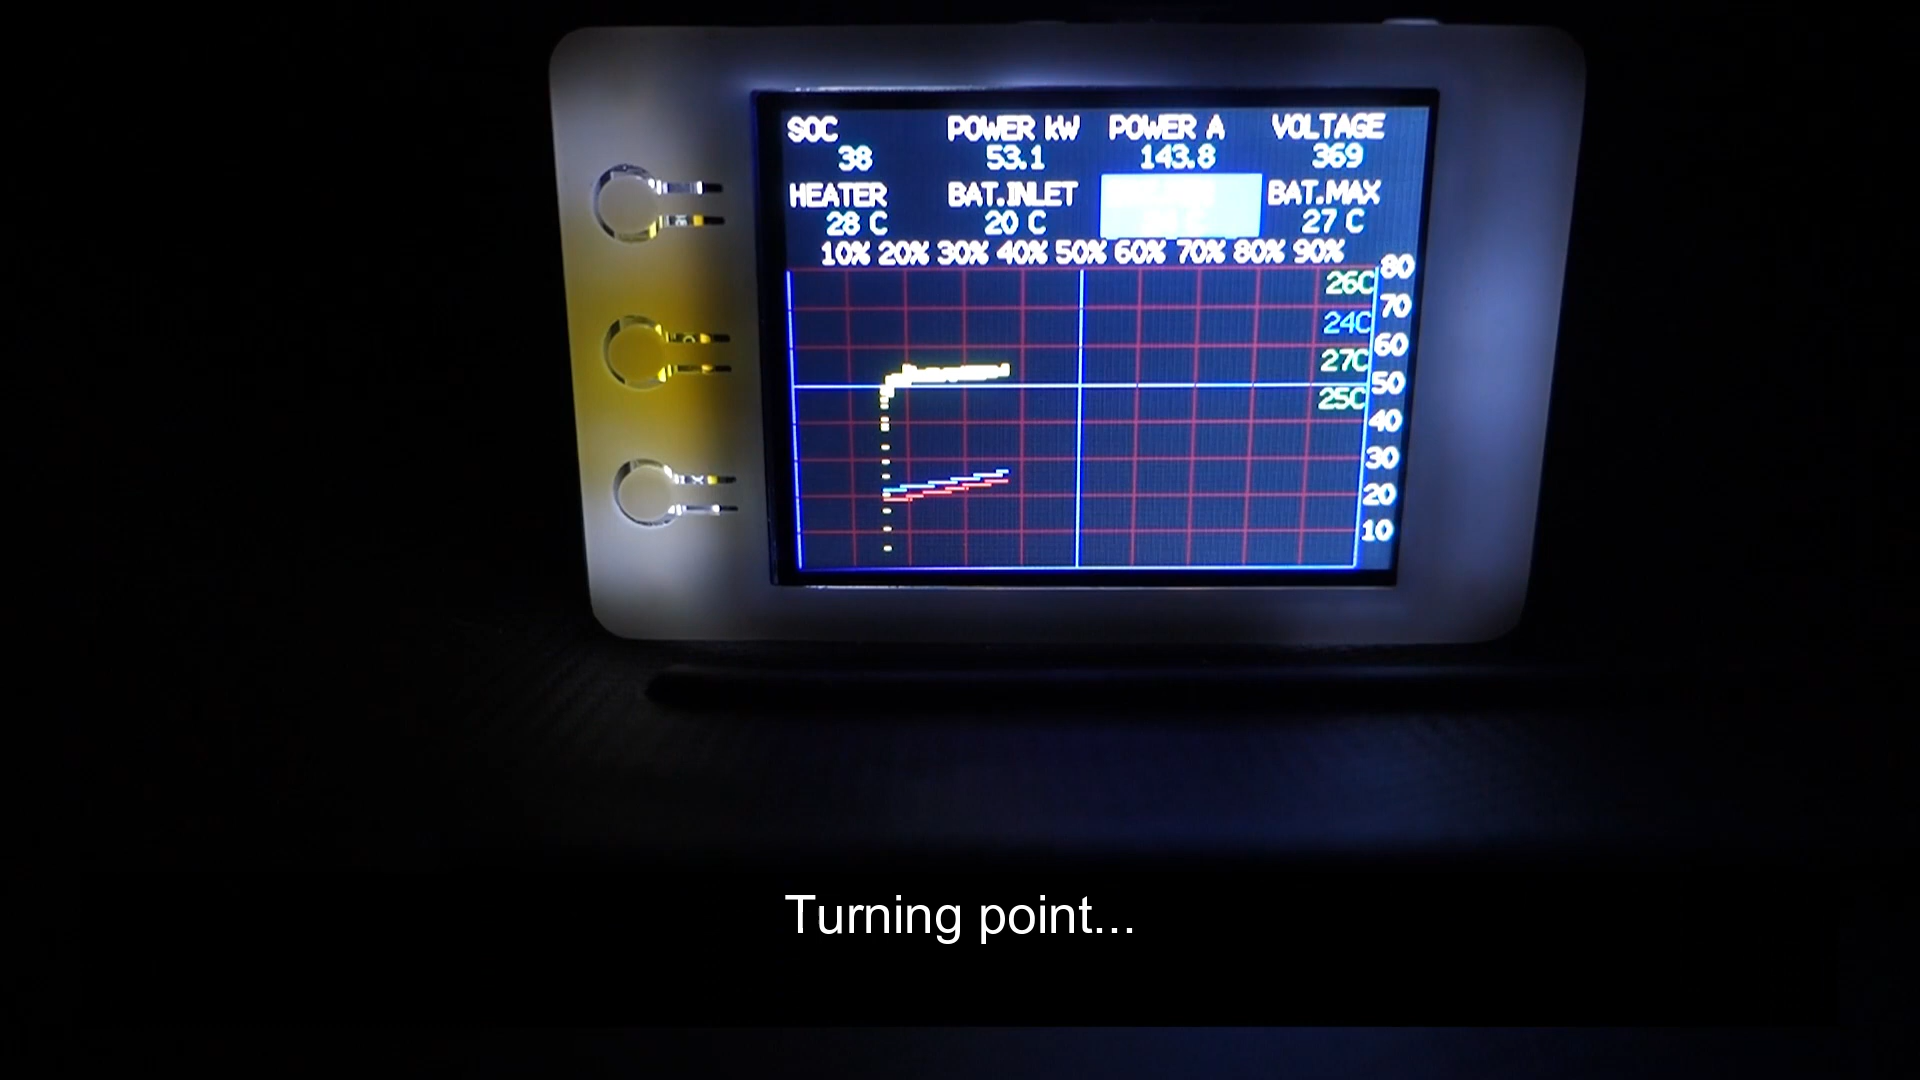 SOC POWER kW POWER A VOLTAGE
38 53.1 143.8 369
HEATER BAT.INLET BAT.MAX
28 C 20 C 27 C
10% 20% 30% 40% 50% 60% 70% 80% 90%
80
26C
70
24C
60
27C
50
25C
40
30
20
10
Turning point...